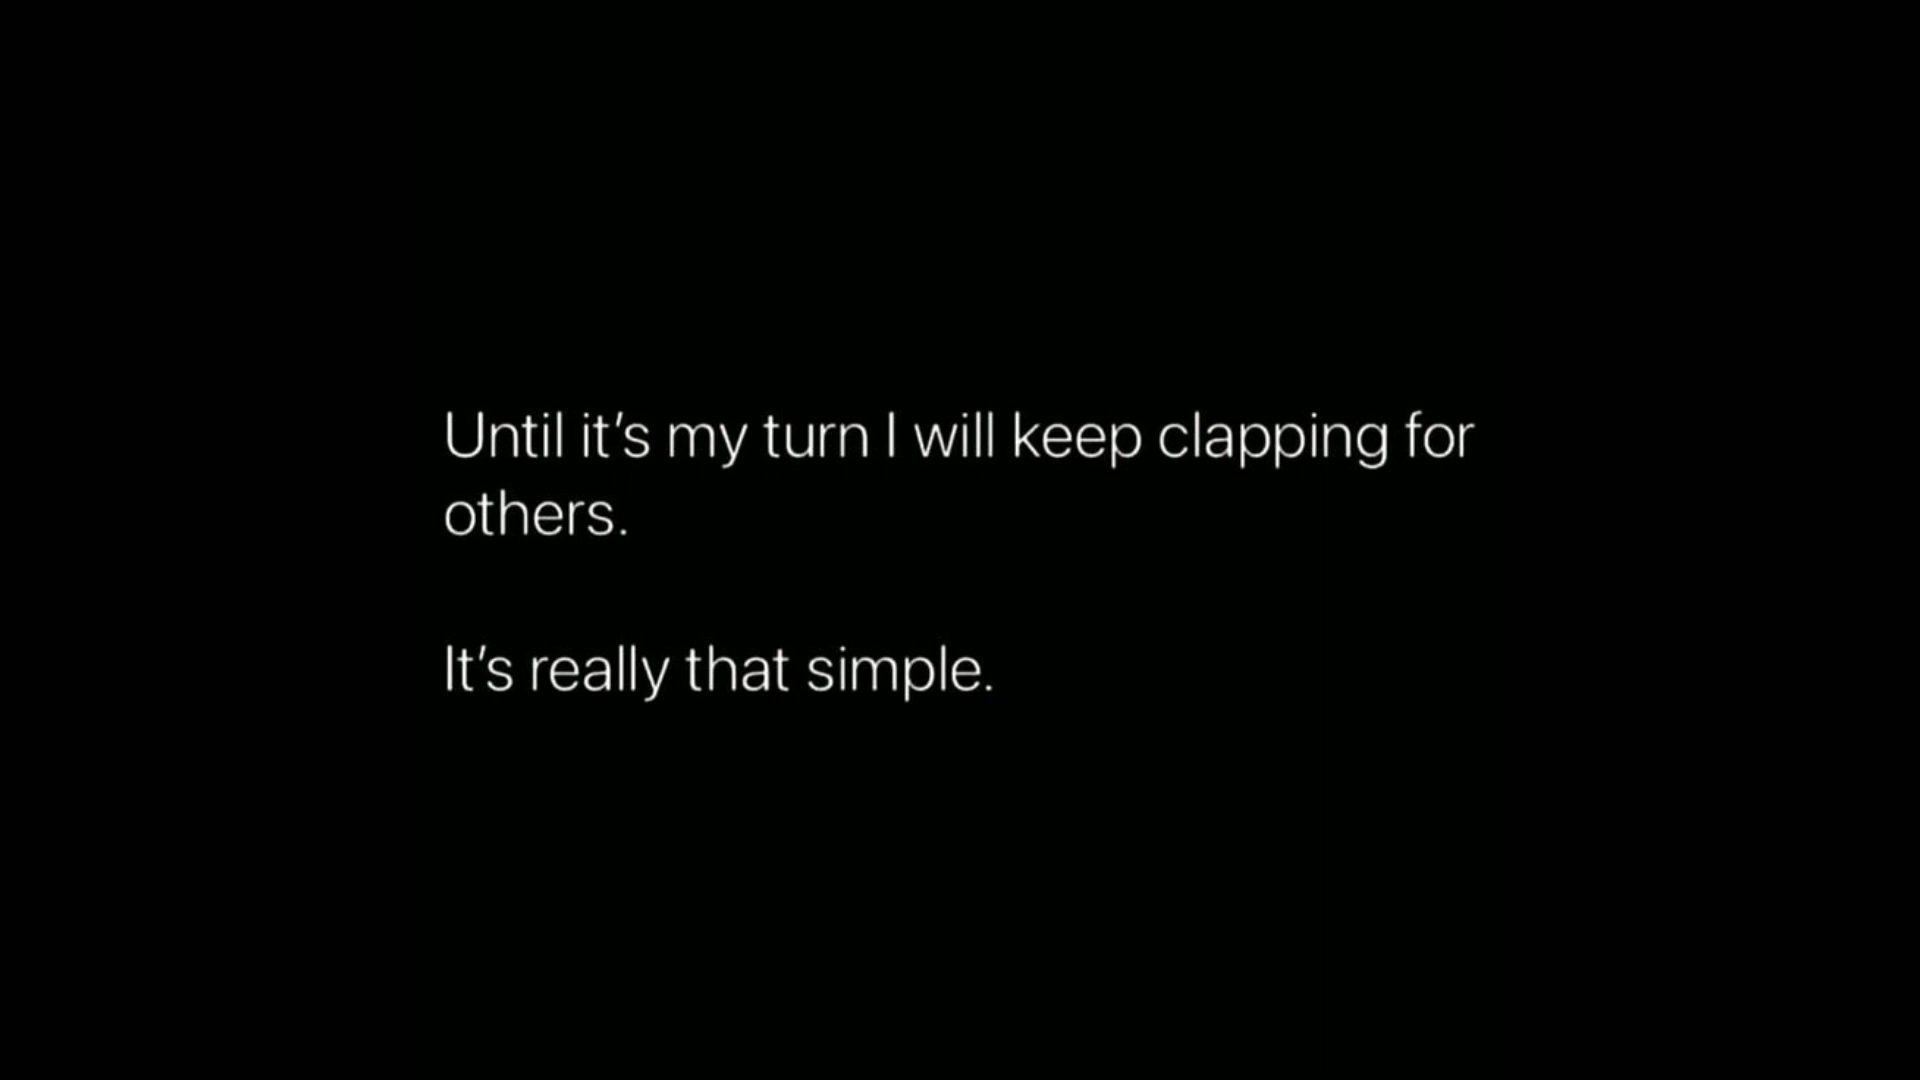 Until it’s my turn I will keep clapping for
others.
It’s really that simple.